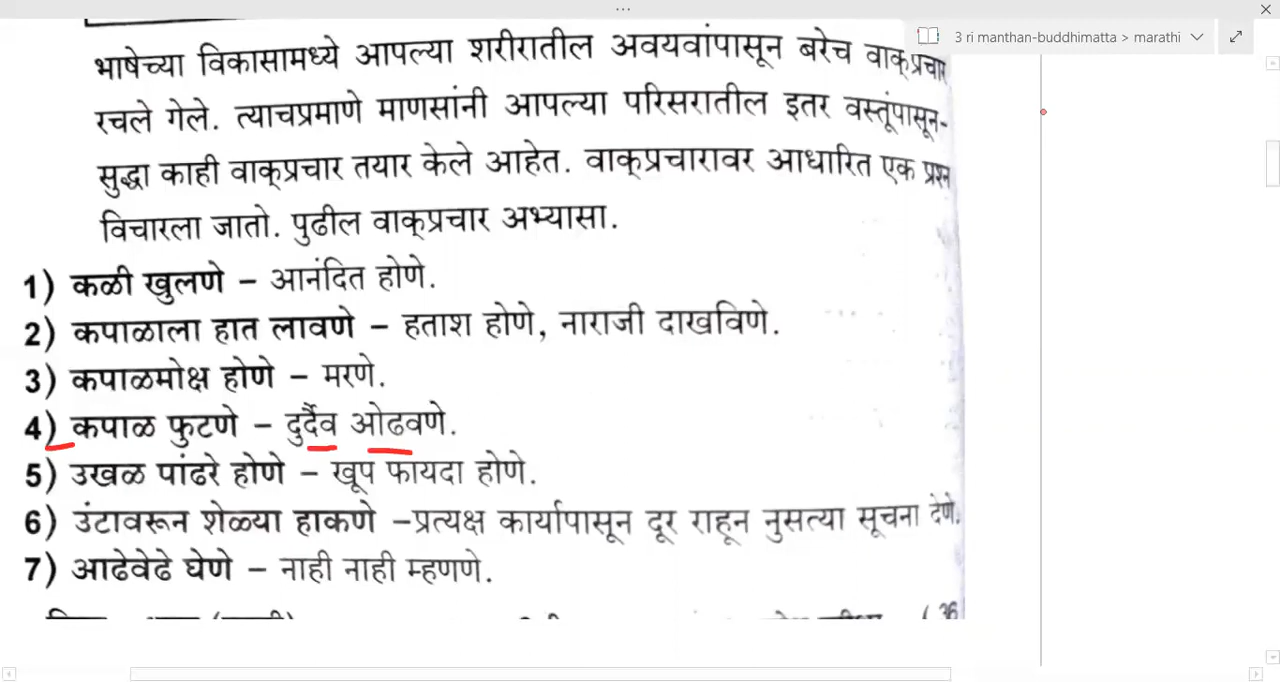 3 ri manthan-buddhimatta > marathi
भाषेच्या विकासामध्ये आपल्या शरीरातील अवयवांपासून बरेच वाक्‌प्रचार
रचले गेले. त्याचप्रमाणे माणसांनी आपल्या परिसरातील इतर वस्तूंपासून-
सुद्धा काही वाक्‌प्रचार तयार केले आहेत. वाक्‌प्रचारावर आधारित एक प्रश्न
विचारला जातो. पुढील वाक्‌प्रचार अभ्यासा.
1) कळी खुलणे – आनंदित होणे.
2) कपाळाला हात लावणे – हताश होणे, नाराजी दाखविणे.
3) कपाळमोक्ष होणे – मरणे.
4) कपाळ फुटणे – दुर्दैव ओढवणे.
5) उखळ पांढरे होणे – खूप फायदा होणे.
6) उंटावरून शेळ्या हाकणे –प्रत्यक्ष कार्यापासून दूर राहून नुसत्या सूचना देणे.
7) आढेवेढे घेणे – नाही नाही म्हणणे.